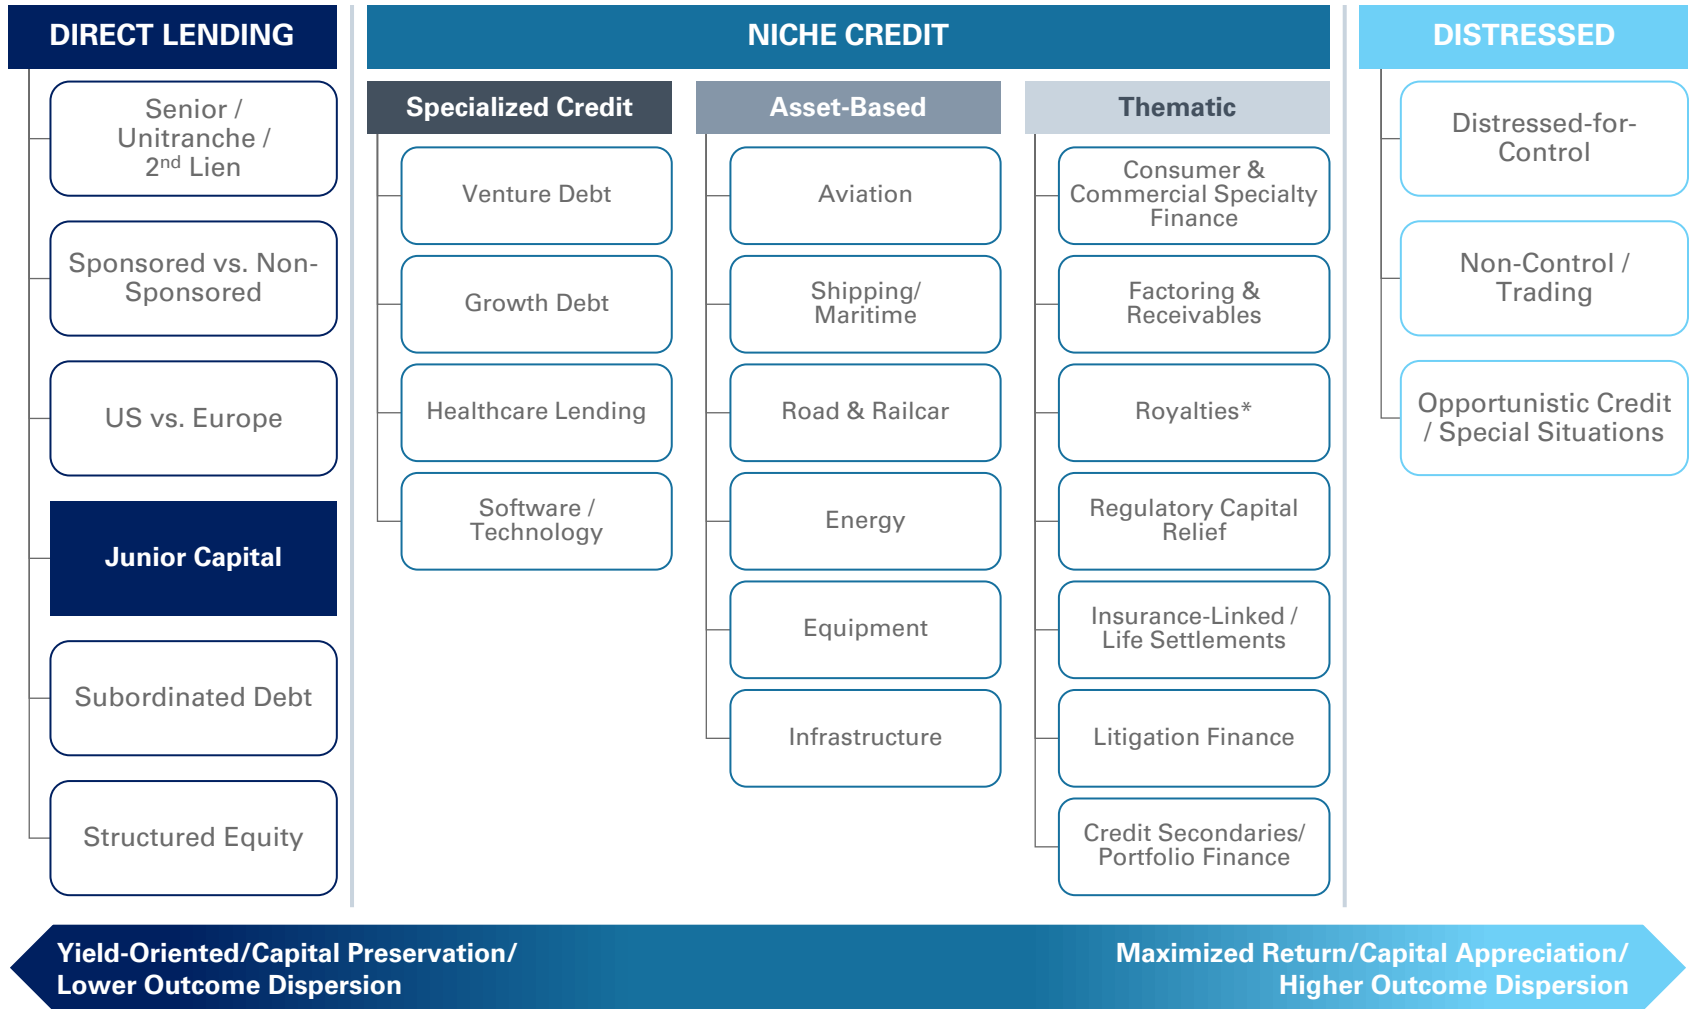 DIRECT LENDING
Senior /
Unitranche /
2nd Lien
Sponsored vs. Non-
Sponsored
US vs. Europe
Junior Capital
Subordinated Debt
Structured Equity
NICHE CREDIT
Specialized Credit
Venture Debt
Growth Debt
Healthcare Lending
Software /
Technology
Asset-Based
Aviation
Shipping/
Maritime
Road & Railcar
Energy
Equipment
Infrastructure
Thematic
Consumer &
Commercial Specialty
Finance
Factoring &
Receivables
Royalties*
Regulatory Capital
Relief
Insurance-Linked /
Life Settlements
Litigation Finance
Credit Secondaries/
Portfolio Finance
DISTRESSED
Distressed-for-
Control
Non-Control /
Trading
Opportunistic Credit
/ Special Situations
Yield-Oriented/Capital Preservation/
Lower Outcome Dispersion
Maximized Return/Capital Appreciation/
Higher Outcome Dispersion